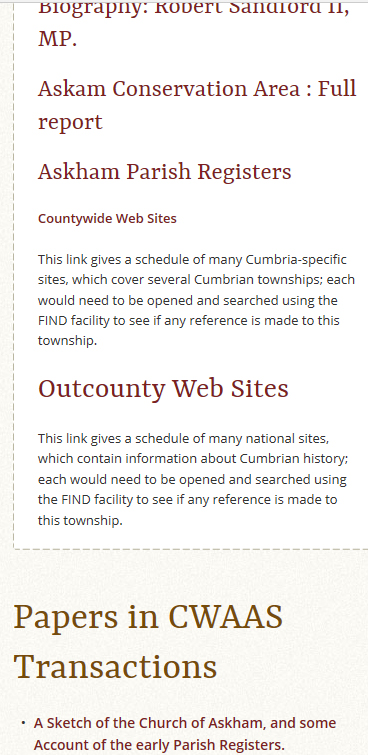 Biography: Robert Sandford II,
MP.
Askam Conservation Area : Full
report
Askham Parish Registers
Countywide Web Sites
This link gives a schedule of many Cumbria-specific
sites, which cover several Cumbrian townships; each
would need to be opened and searched using the
FIND facility to see if any reference is made to this
township.
Outcounty Web Sites
This link gives a schedule of many national sites,
which contain information about Cumbrian history;
each would need to be opened and searched using
the FIND facility to see if any reference is made to
this township.
Papers in CWAAS
Transactions
• A Sketch of the Church of Askham, and some
Account of the early Parish Registers.